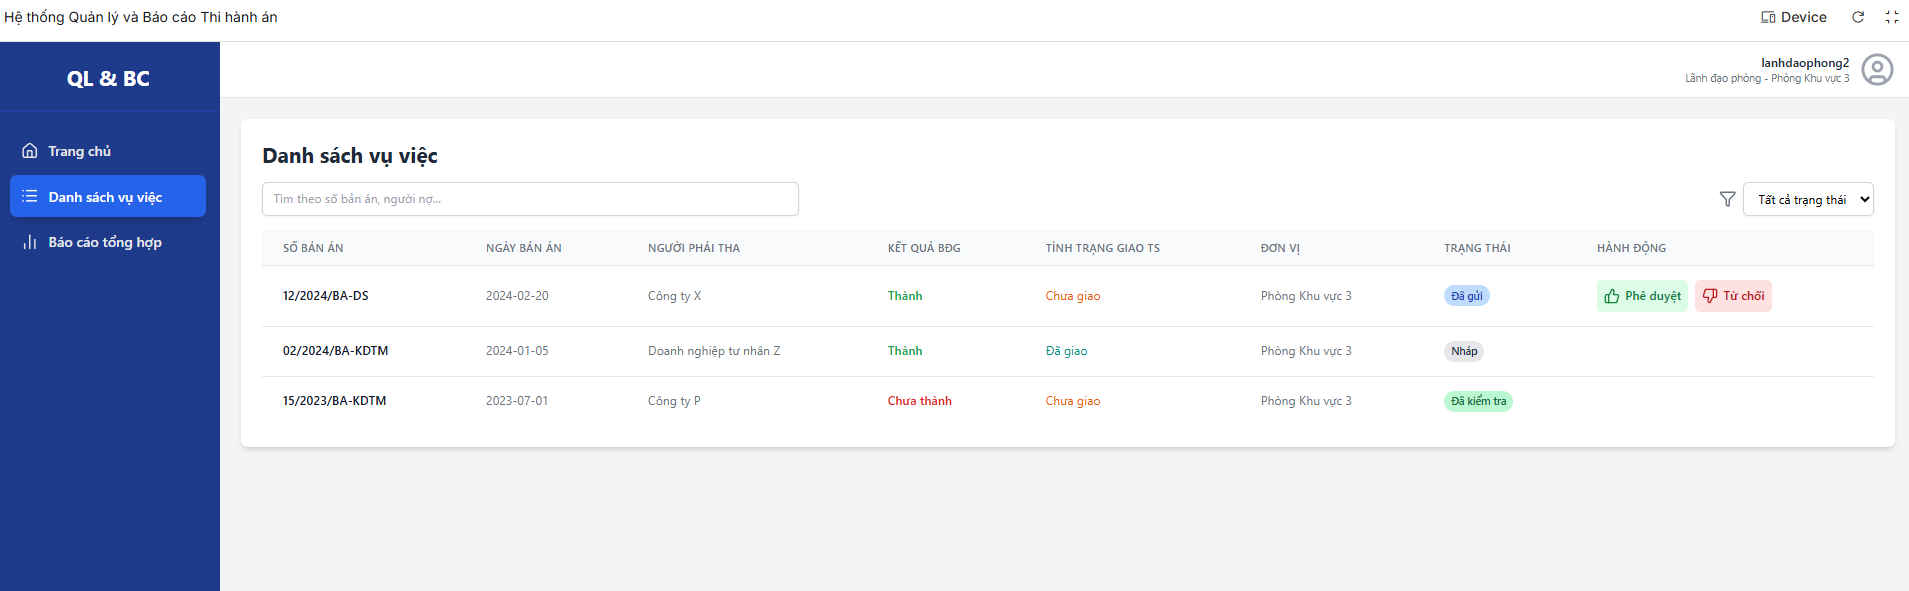 Hệ thống Quản lý và Báo cáo Thi hành án
Device
QL & BC
lanhdaophong2
Lãnh đạo phòng - Phòng Khu vực 3
Trang chủ
Danh sách vụ việc
Báo cáo tổng hợp
Danh sách vụ việc
Tìm theo số bản án, người nợ...
Tất cả trạng thái
SỐ BẢN ÁN NGÀY BẢN ÁN NGƯỜI PHẢI THA KẾT QUẢ BĐG TÌNH TRẠNG GIAO TS ĐƠN VỊ TRẠNG THÁI HÀNH ĐỘNG
12/2024/BA-DS 2024-02-20 Công ty X Thành Chưa giao Phòng Khu vực 3 Đã gửi Phê duyệt Từ chối
02/2024/BA-KDTM 2024-01-05 Doanh nghiệp tư nhân Z Thành Đã giao Phòng Khu vực 3 Nháp
15/2023/BA-KDTM 2023-07-01 Công ty P Chưa thành Chưa giao Phòng Khu vực 3 Đã kiểm tra